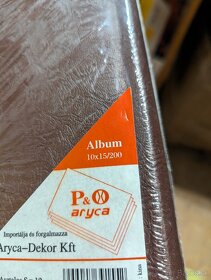 Album
10x15/200
P&O
aryca
Importálja és forgalmazza
Aryca-Dekor Kft